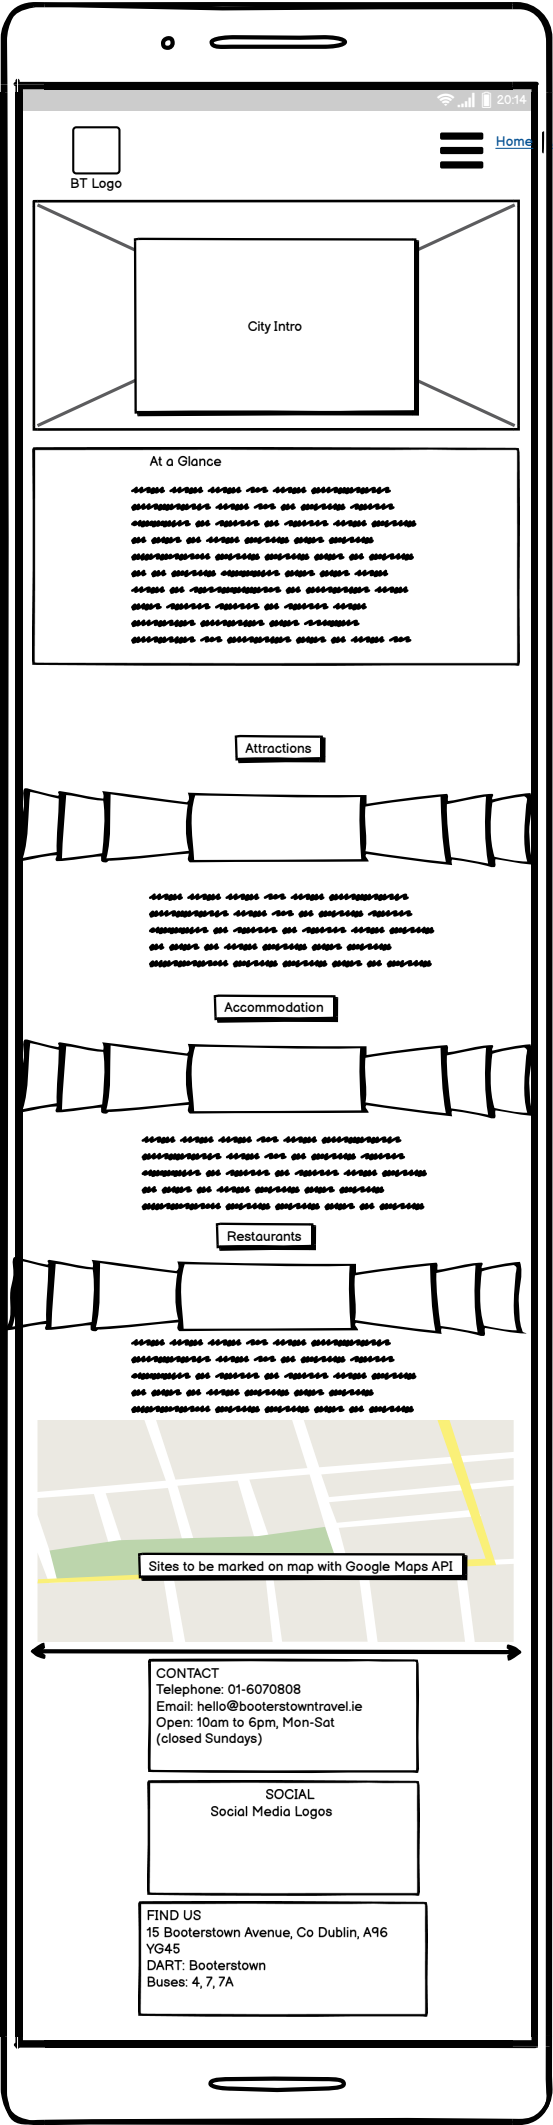 20:14
Home
BT Logo
City Intro
At a Glance
Attractions
Accommodation
Restaurants
Sites to be marked on map with Google Maps API
CONTACT
Telephone: 01-6070808
Email: hello@booterstowntravel.ie
Open: 10am to 6pm, Mon-Sat
(closed Sundays)
SOCIAL
Social Media Logos
FIND US
15 Booterstown Avenue, Co Dublin, A96
YG45
DART: Booterstown
Buses: 4, 7, 7A